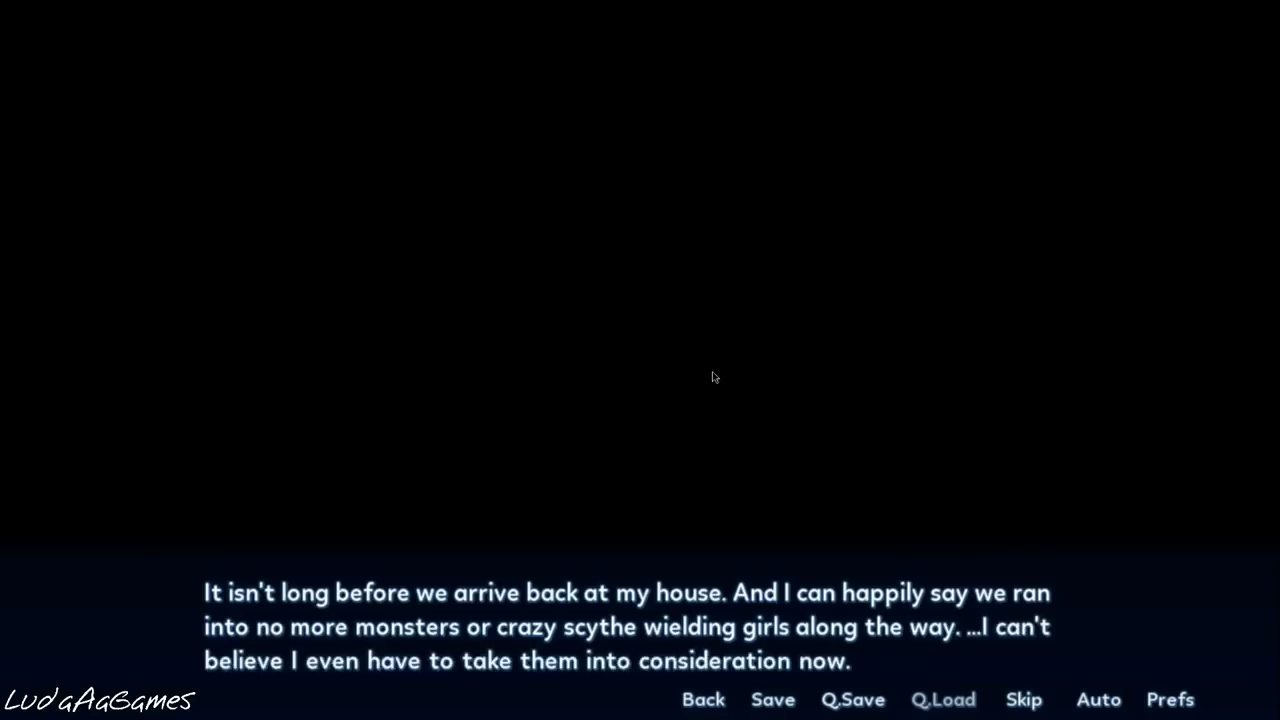 It isn't long before we arrive back at my house. And I can happily say we ran
into no more monsters or crazy scythe wielding girls along the way. ...I can't
believe I even have to take them into consideration now.
Back Save Q.Save Q.Load Skip Auto Prefs
LudaAaGames